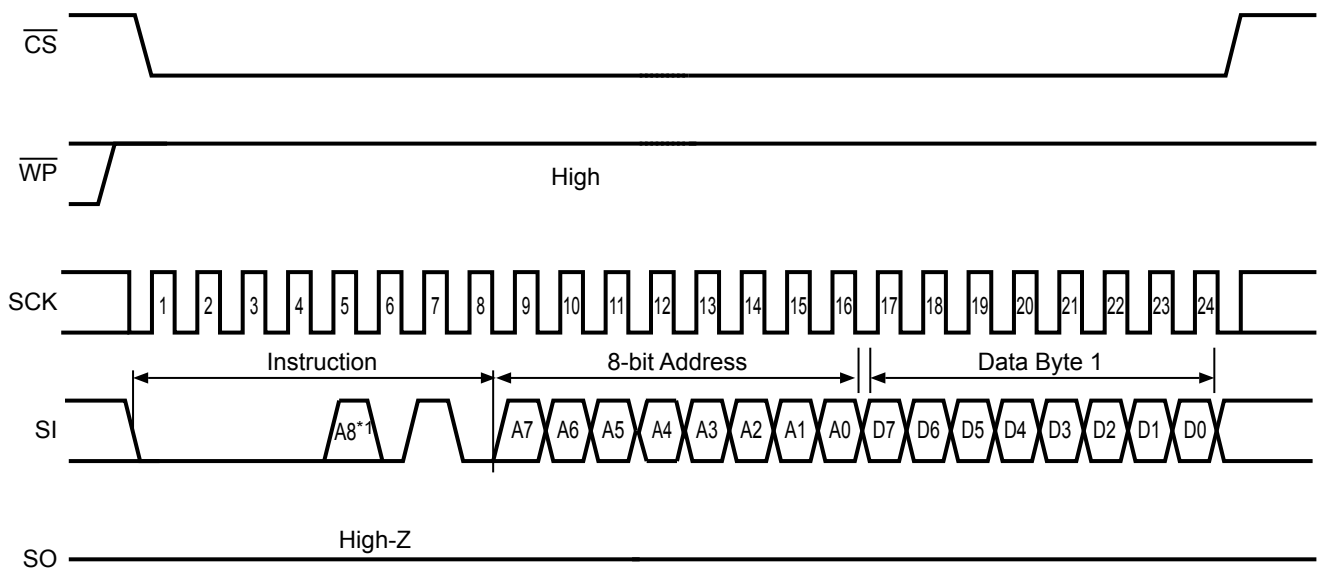 CS
WP
High
SCK 1 2 3 4 5 6 7 8 9 10 11 12 13 14 15 16 17 18 19 20 21 22 23 24
Instruction 8-bit Address Data Byte 1
SI A8*1 A7 A6 A5 A4 A3 A2 A1 A0 D7 D6 D5 D4 D3 D2 D1 D0
High-Z
SO